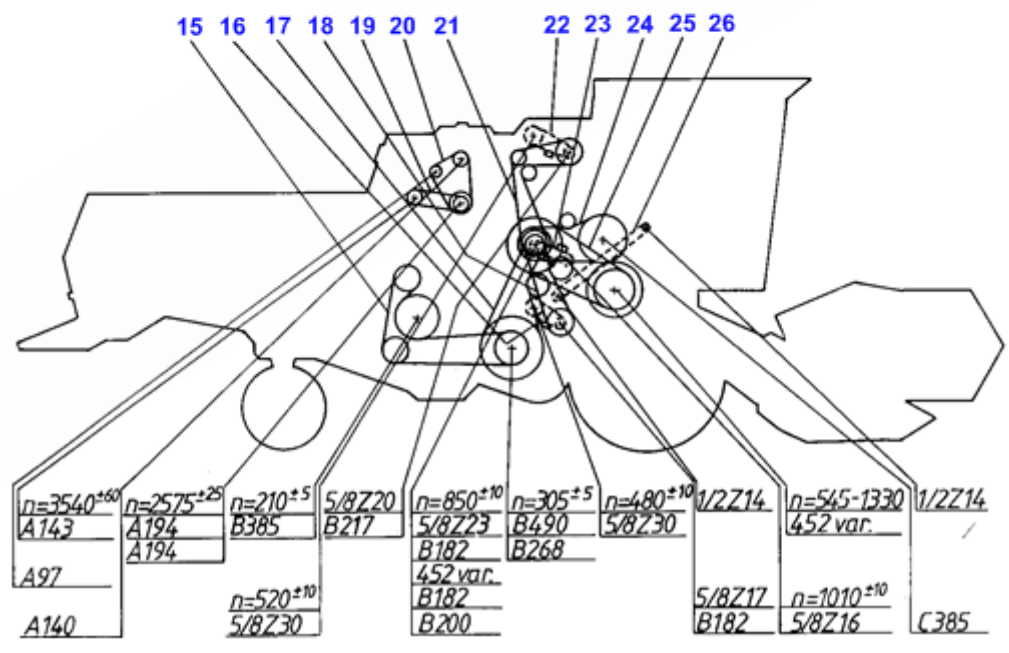 15 16 17 18 19 20 21 22 23 24 25 26
n=3540±60 n=2575±25 n=210±5 5/8Z20 n=850±10 n=305±5 n=480±10 1/2Z14 n=545-1330 1/2Z14
A143 A194 B385 B217 5/8Z23 B490 5/8Z30 452 var.
A194 B182 B268
A97 452 var.
n=520±10 B182 5/8Z17 n=1010±10
A140 5/8Z30 B200 B182 5/8Z16 C385